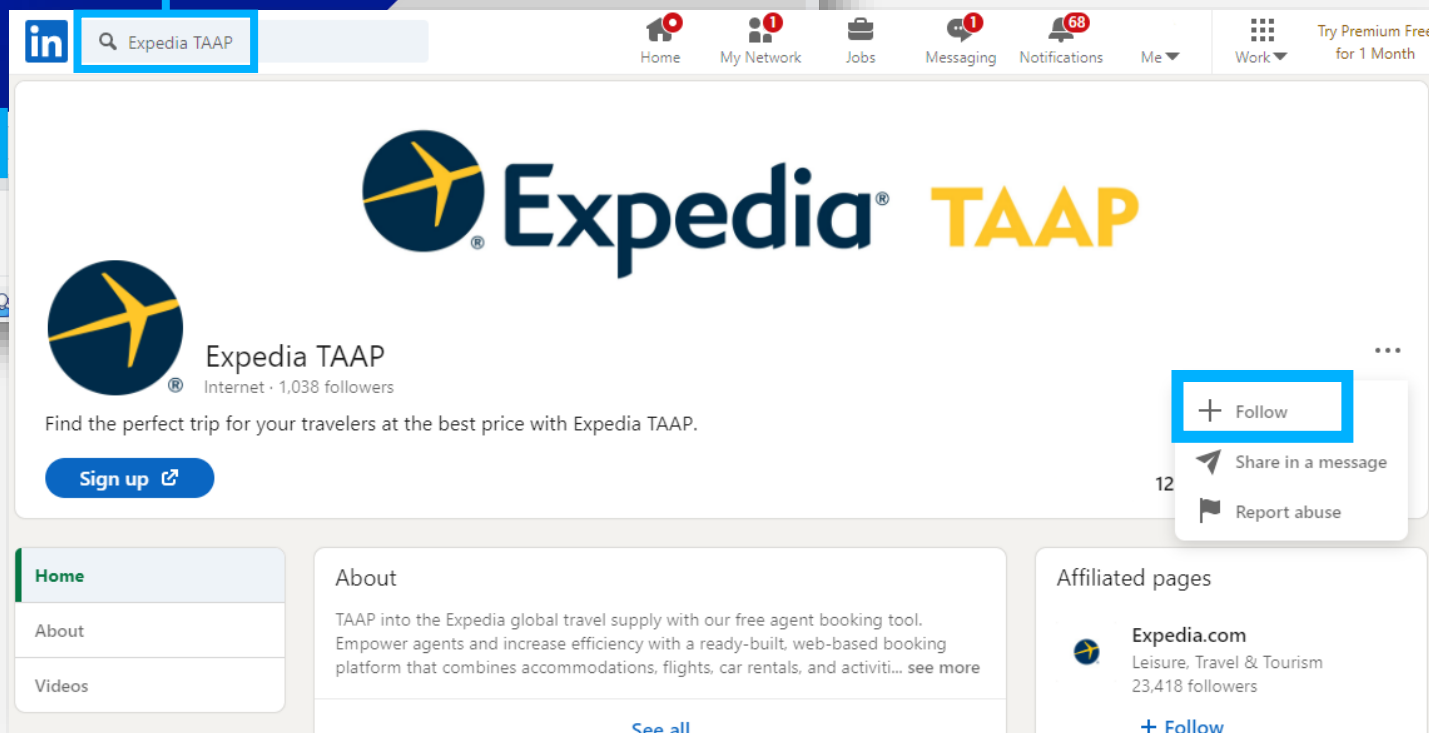 in
Expedia TAAP
1
1
68
Home
My Network
Jobs
Messaging
Notifications
Me
Work
Try Premium Free
for 1 Month
Expedia® TAAP
®
®
Expedia TAAP
Internet · 1,038 followers
Find the perfect trip for your travelers at the best price with Expedia TAAP.
Sign up
Follow
Share in a message
12
Report abuse
Home
About
Videos
About
TAAP into the Expedia global travel supply with our free agent booking tool.
Empower agents and increase efficiency with a ready-built, web-based booking
platform that combines accommodations, flights, car rentals, and activiti... see more
See all
Affiliated pages
Expedia.com
Leisure, Travel & Tourism
23,418 followers
+ Follow